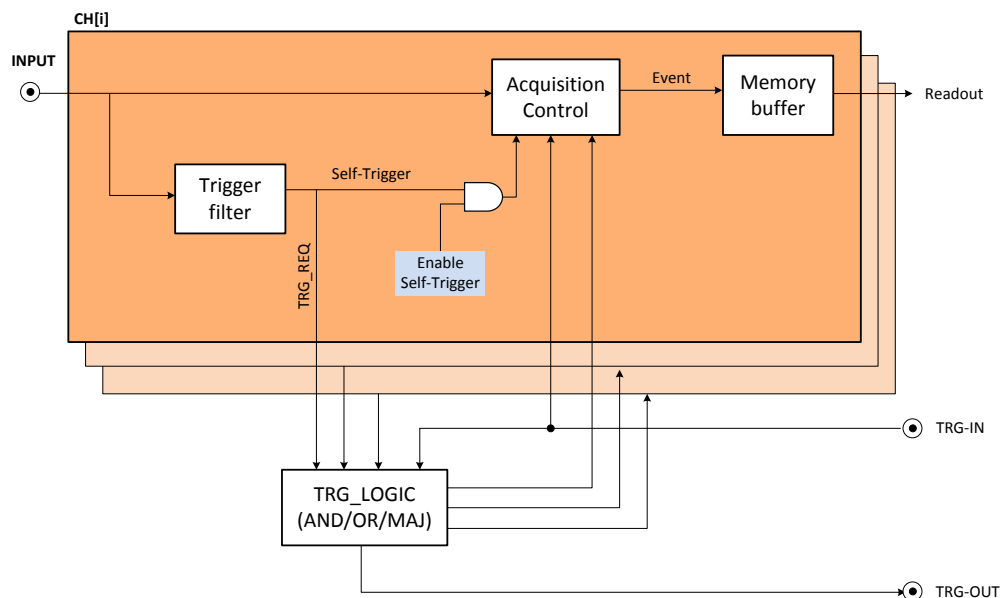 CH[i]
INPUT
Acquisition
Control
Event
Memory
buffer
Readout
Trigger
filter
Self-Trigger
Enable
Self-Trigger
TRG_REQ
TRG-IN
TRG_LOGIC
(AND/OR/MAJ)
TRG-OUT